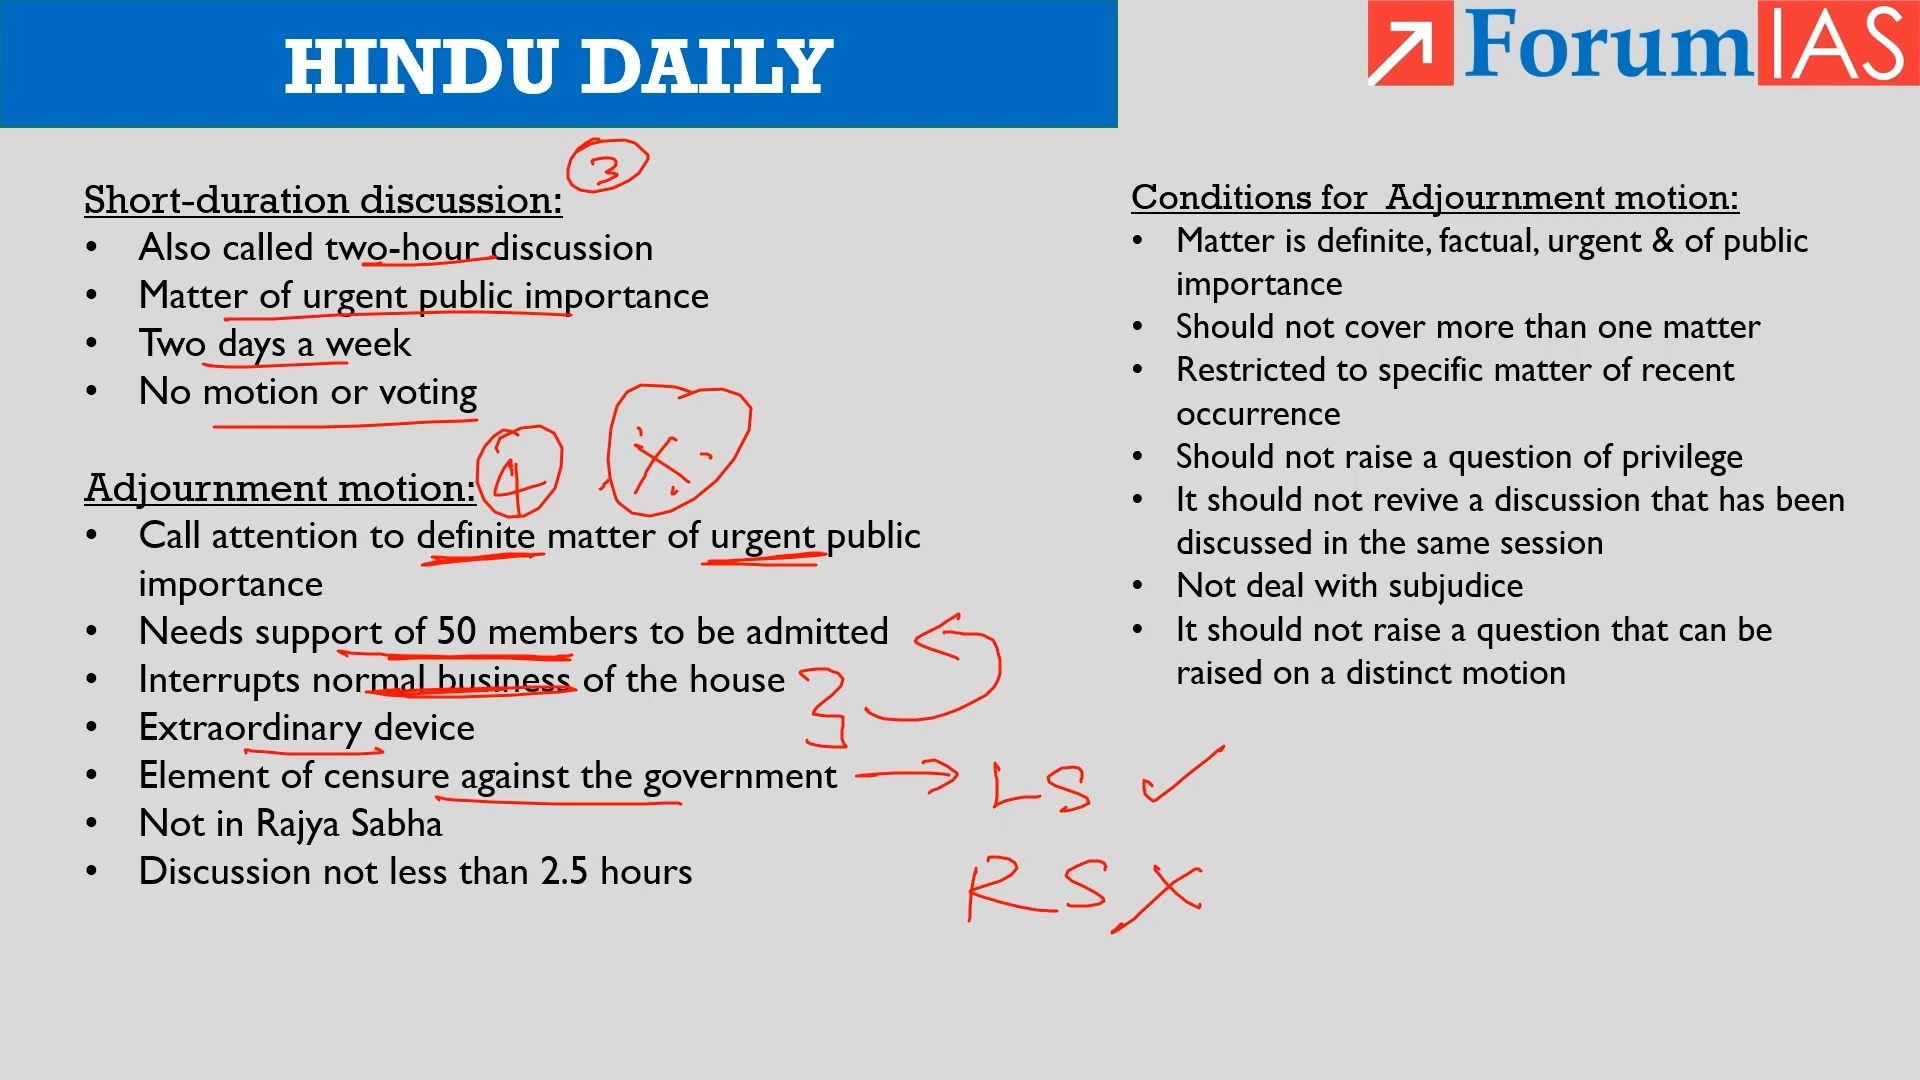 HINDU DAILY
Forum IAS
3
Short-duration discussion:
• Also called two-hour discussion
• Matter of urgent public importance
• Two days a week
• No motion or voting
4
X
Adjournment motion:
• Call attention to definite matter of urgent public
importance
• Needs support of 50 members to be admitted
• Interrupts normal business of the house
• Extraordinary device
• Element of censure against the government
LS ✓
• Not in Rajya Sabha
• Discussion not less than 2.5 hours
RS X
Conditions for Adjournment motion:
• Matter is definite, factual, urgent & of public
importance
• Should not cover more than one matter
• Restricted to specific matter of recent
occurrence
• Should not raise a question of privilege
• It should not revive a discussion that has been
discussed in the same session
• Not deal with subjudice
• It should not raise a question that can be
raised on a distinct motion